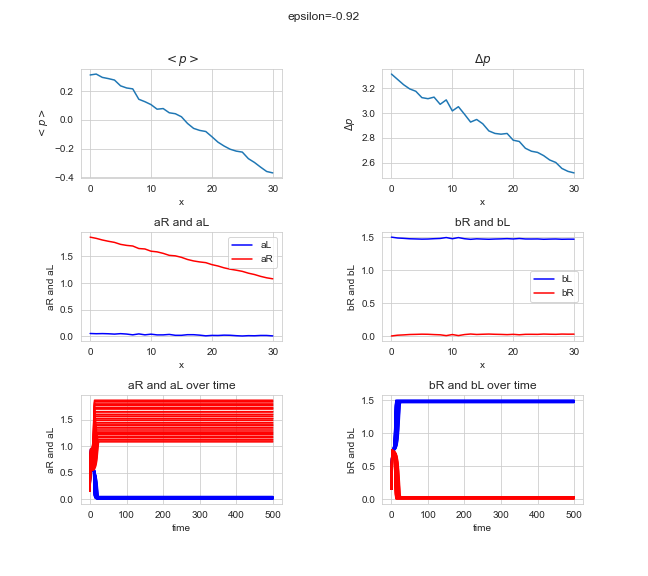 epsilon=-0.92
< p >
Δp
< p >
0.2
0.0
−0.2
−0.4
0
10
20
30
x
Δp
3.2
3.0
2.8
2.6
0
10
20
30
x
aR and aL
bR and bL
aR and aL
1.5
1.0
0.5
0.0
aL
aR
0
10
20
30
x
bR and bL
1.5
1.0
0.5
0.0
bL
bR
0
10
20
30
x
aR and aL over time
bR and bL over time
aR and aL
1.5
1.0
0.5
0.0
0
100
200
300
400
500
time
bR and bL
1.5
1.0
0.5
0.0
0
100
200
300
400
500
time